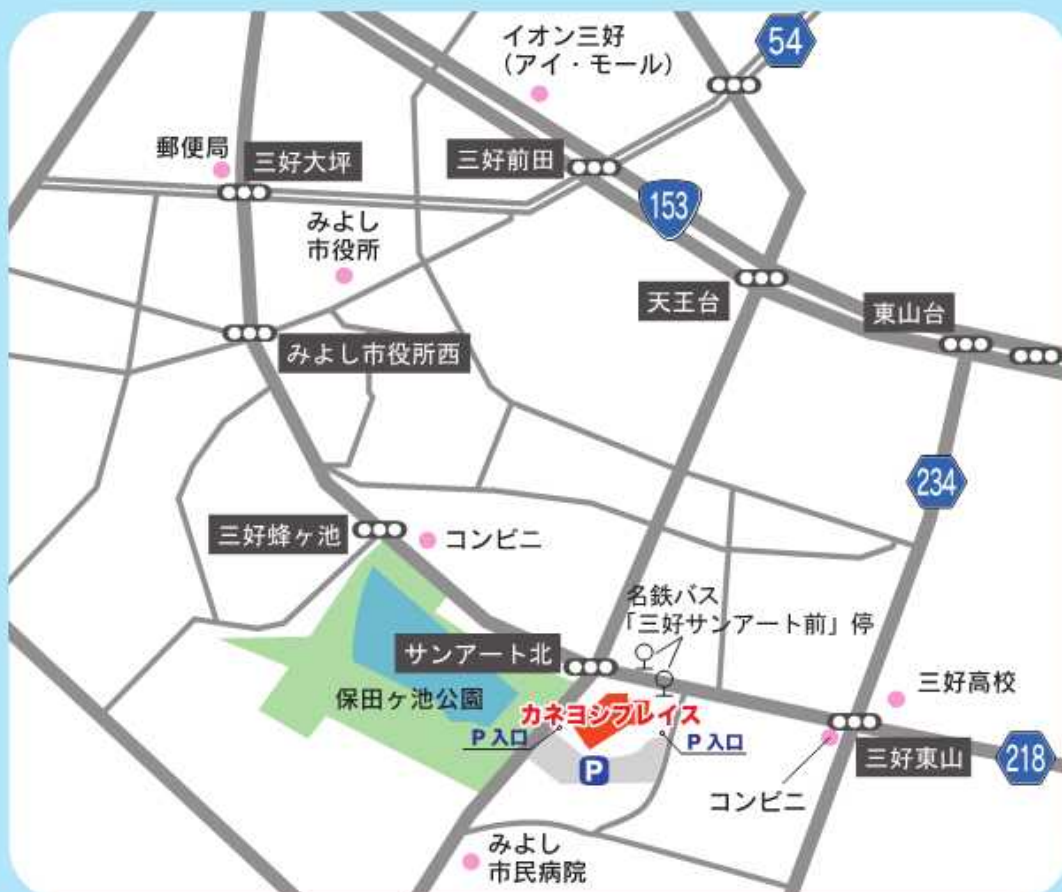 イオン三好
(アイ・モール)
54
郵便局
三好大坪
三好前田
153
みよし
市役所
天王台
東山台
みよし市役所西
234
三好蜂ヶ池
コンビニ
名鉄バス
「三好サンアート前」停
サンアート北
三好高校
保田ヶ池公園
カネヨシプレイス
P 入口
P 入口
P
三好東山
218
コンビニ
みよし
市民病院